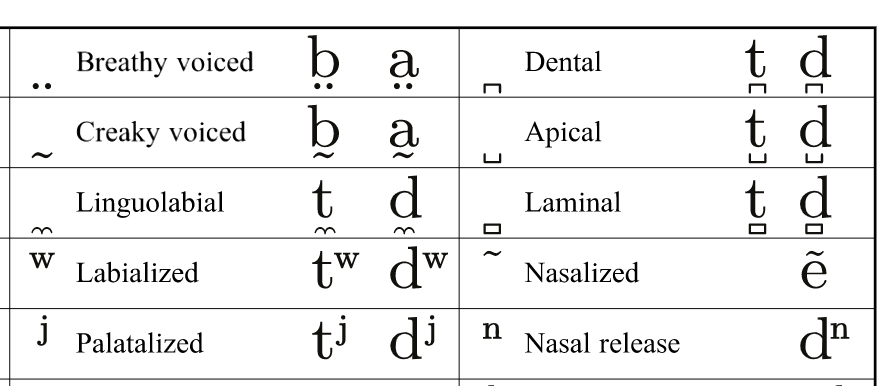 ◌̤ Breathy voiced b̤ a̤ ◌̪ Dental t̪ d̪
◌̰ Creaky voiced b̰ a̰ ◌̺ Apical t̺ d̺
◌̼ Linguolabial t̼ d̼ ◌̻ Laminal t̻ d̻
ʷ Labialized tʷ dʷ ◌̃ Nasalized ẽ
ʲ Palatalized tʲ dʲ ⁿ Nasal release dⁿ